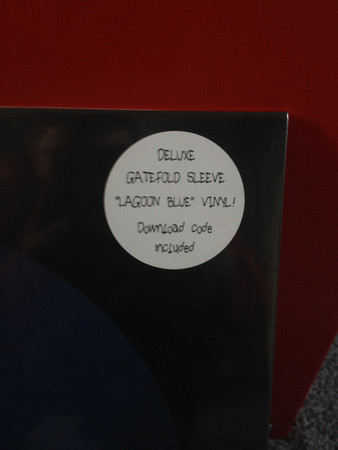 DELUXE
GATEFOLD SLEEVE
"LAGOON BLUE" VINYL!
Download code
included